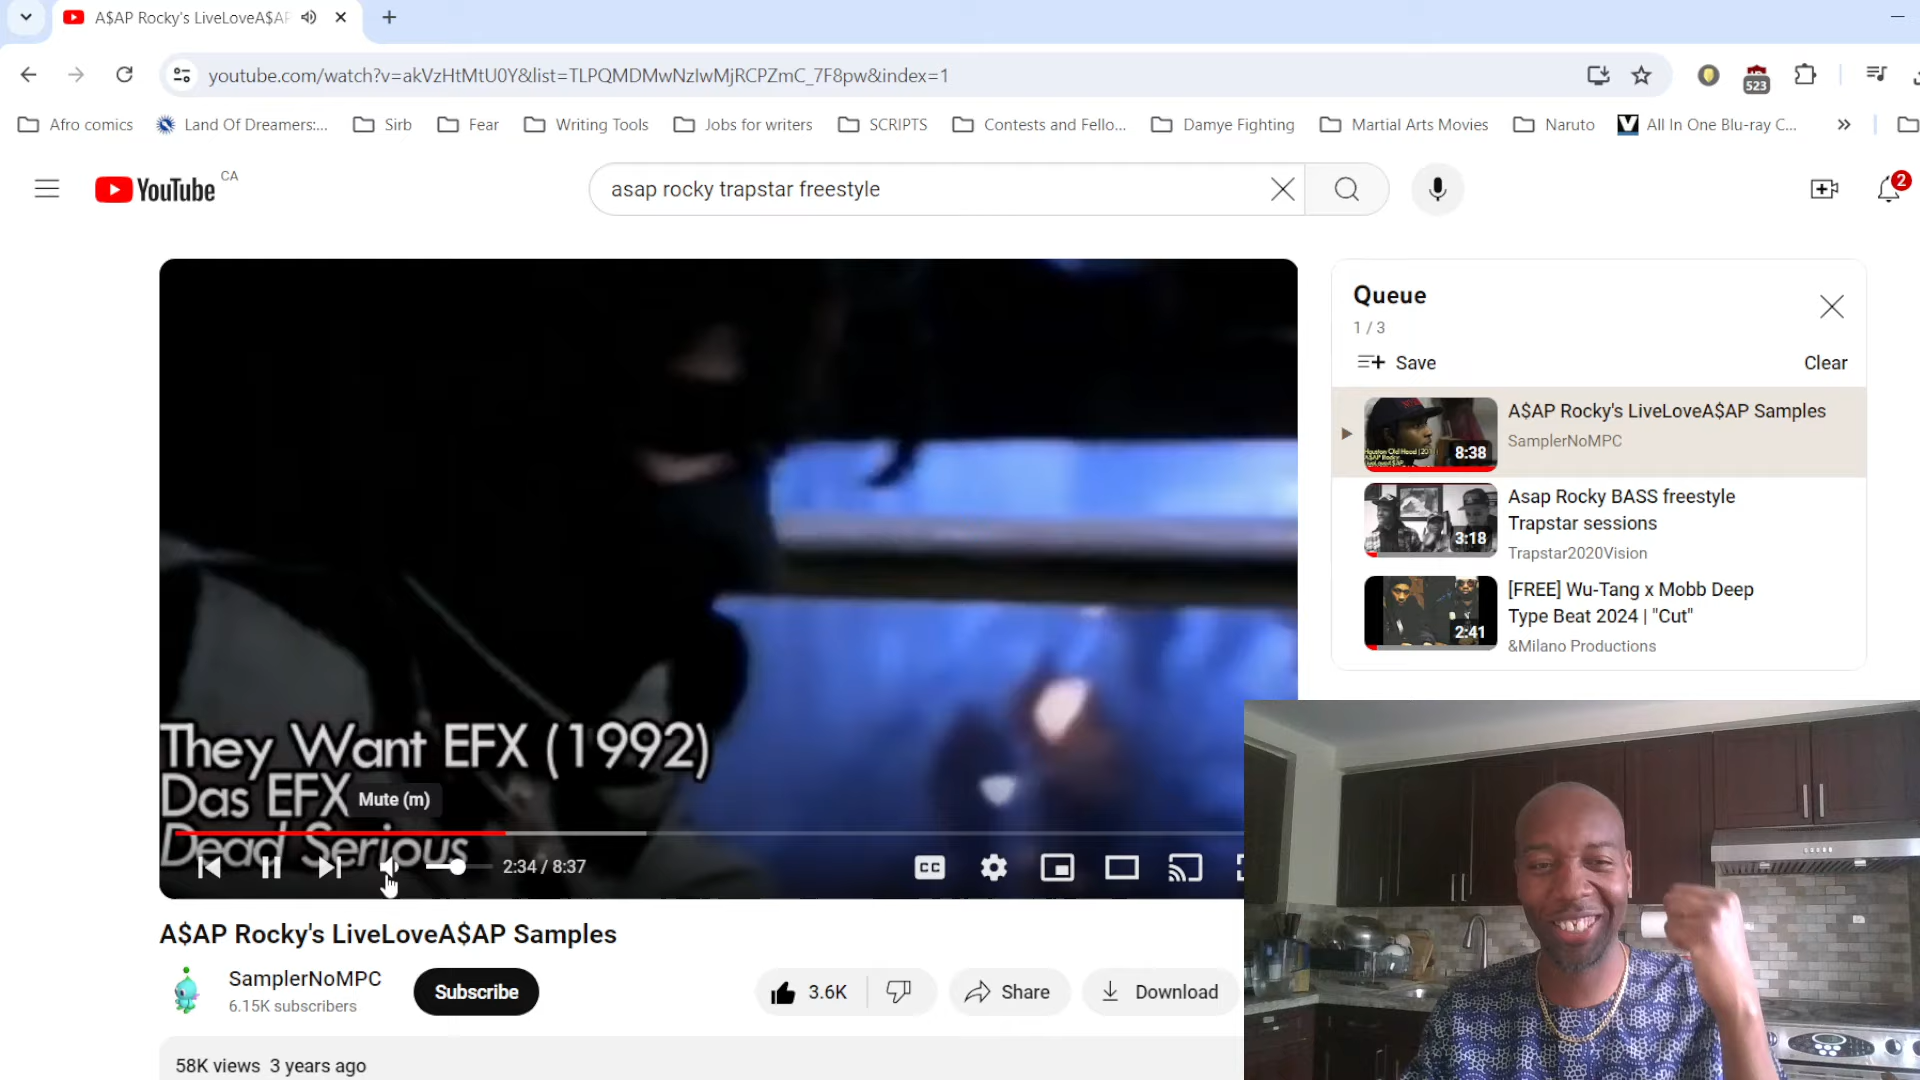 A$AP Rocky's LiveLoveA$AP
youtube.com/watch?v=akVzHtMtU0Y&list=TLPQMDMwNzIwMjRCPZmC_7F8pw&index=1
523
Afro comics
Land Of Dreamers:...
Sirb
Fear
Writing Tools
Jobs for writers
SCRIPTS
Contests and Fello...
Damye Fighting
Martial Arts Movies
Naruto
All In One Blu-ray C...
YouTube CA
asap rocky trapstar freestyle
2
They Want EFX (1992)
Das EFX
Dead Serious
Mute (m)
2:34 / 8:37
CC
Queue
1 / 3
Save
Clear
A$AP Rocky's LiveLoveA$AP Samples
SamplerNoMPC
8:38
Asap Rocky BASS freestyle
Trapstar sessions
Trapstar2020Vision
3:18
[FREE] Wu-Tang x Mobb Deep
Type Beat 2024 | "Cut"
&Milano Productions
2:41
A$AP Rocky's LiveLoveA$AP Samples
SamplerNoMPC
6.15K subscribers
Subscribe
3.6K
Share
Download
58K views 3 years ago